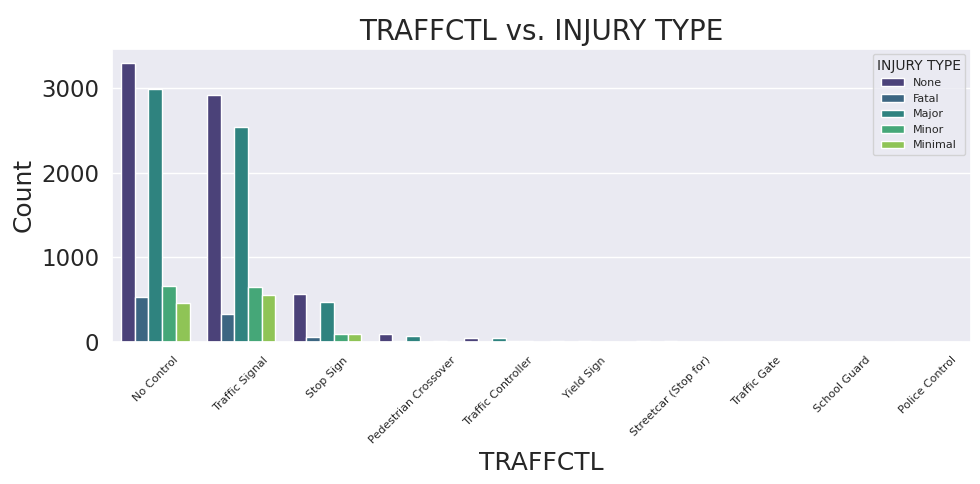 TRAFFCTL vs. INJURY TYPE
INJURY TYPE
None
Fatal
Major
Minor
Minimal
Count
3000
2000
1000
0
No Control
Traffic Signal
Stop Sign
Pedestrian Crossover
Traffic Controller
Yield Sign
Streetcar (Stop for)
Traffic Gate
School Guard
Police Control
TRAFFCTL